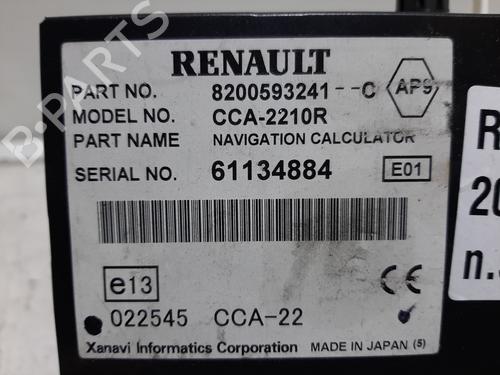 RENAULT
PART NO. 8200593241--C APS
MODEL NO. CCA-2210R
PART NAME NAVIGATION CALCULATOR
SERIAL NO. 61134884 E01
e13
022545 CCA-22
Xanavi Informatics Corporation MADE IN JAPAN (5)
CE
R
20
B-PARTS